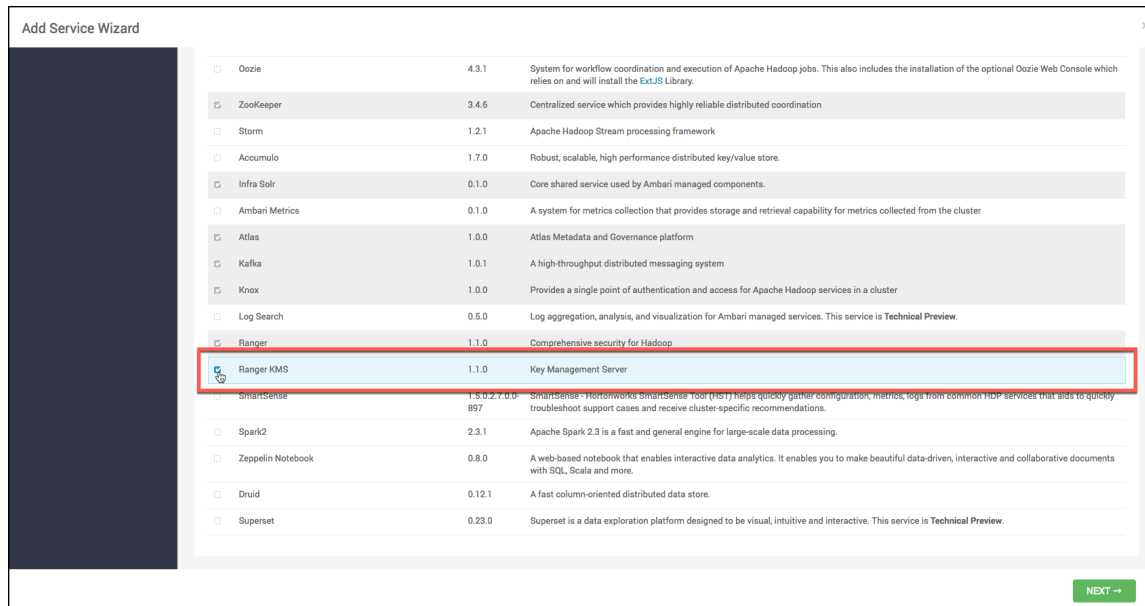 Add Service Wizard
Oozie 4.3.1 System for workflow coordination and execution of Apache Hadoop jobs. This also includes the installation of the optional Oozie Web Console which
relies on and will install the ExtJS Library.
ZooKeeper 3.4.6 Centralized service which provides highly reliable distributed coordination
Storm 1.2.1 Apache Hadoop Stream processing framework
Accumulo 1.7.0 Robust, scalable, high performance distributed key/value store.
Infra Solr 0.1.0 Core shared service used by Ambari managed components.
Ambari Metrics 0.1.0 A system for metrics collection that provides storage and retrieval capability for metrics collected from the cluster
Atlas 1.0.0 Atlas Metadata and Governance platform
Kafka 1.0.1 A high-throughput distributed messaging system
Knox 1.0.0 Provides a single point of authentication and access for Apache Hadoop services in a cluster
Log Search 0.5.0 Log aggregation, analysis, and visualization for Ambari managed services. This service is Technical Preview.
Ranger 1.1.0 Comprehensive security for Hadoop
Ranger KMS 1.1.0 Key Management Server
SmartSense 1.5.0.2.7.0.0- SmartSense - Hortonworks SmartSense Tool (HST) helps quickly gather configuration, metrics, logs from common HDP services that aids to quickly
897 troubleshoot support cases and receive cluster-specific recommendations.
Spark2 2.3.1 Apache Spark 2.3 is a fast and general engine for large-scale data processing.
Zeppelin Notebook 0.8.0 A web-based notebook that enables interactive data analytics. It enables you to make beautiful data-driven, interactive and collaborative documents
with SQL, Scala and more.
Druid 0.12.1 A fast column-oriented distributed data store.
Superset 0.23.0 Superset is a data exploration platform designed to be visual, intuitive and interactive. This service is Technical Preview.
NEXT →